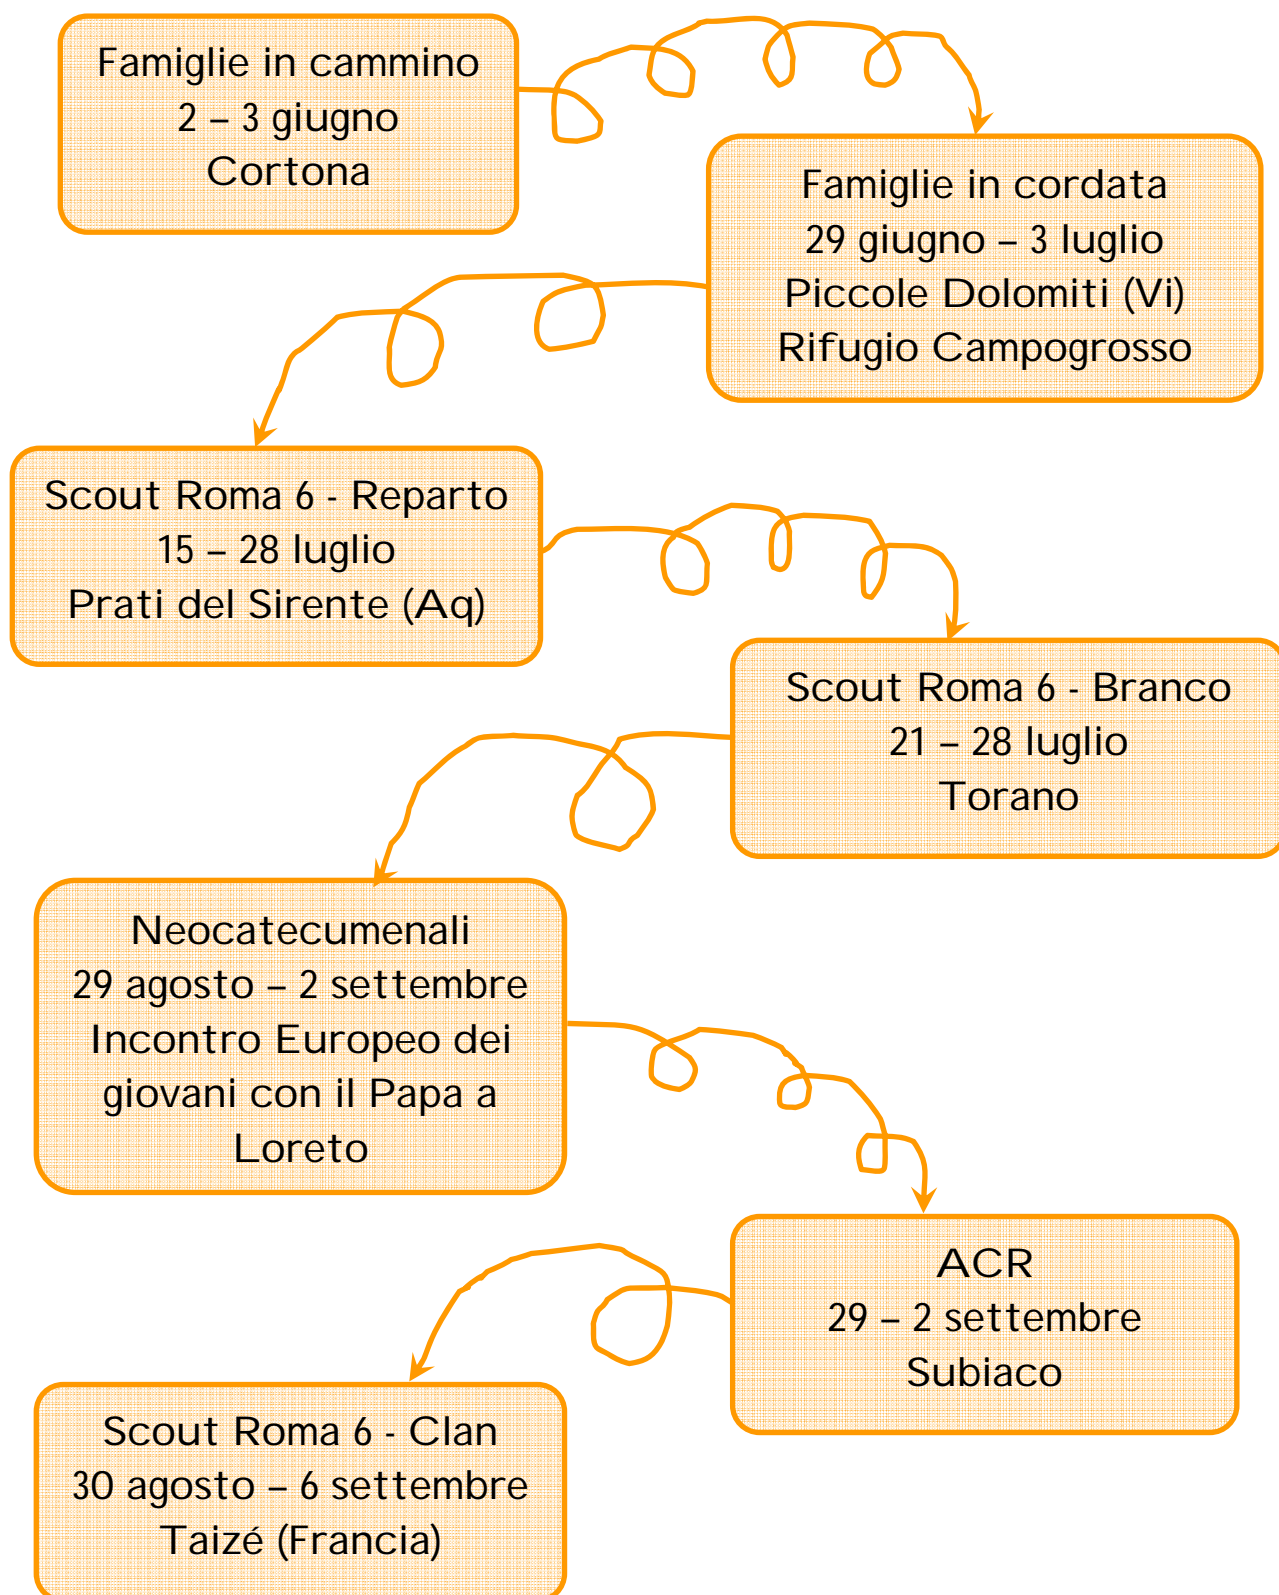 Famiglie in cammino
2 – 3 giugno
Cortona
Famiglie in cordata
29 giugno – 3 luglio
Piccole Dolomiti (Vi)
Rifugio Campogrosso
Scout Roma 6 - Reparto
15 – 28 luglio
Prati del Sirente (Aq)
Scout Roma 6 - Branco
21 – 28 luglio
Torano
Neocatecumenali
29 agosto – 2 settembre
Incontro Europeo dei
giovani con il Papa a
Loreto
ACR
29 – 2 settembre
Subiaco
Scout Roma 6 - Clan
30 agosto – 6 settembre
Taizé (Francia)